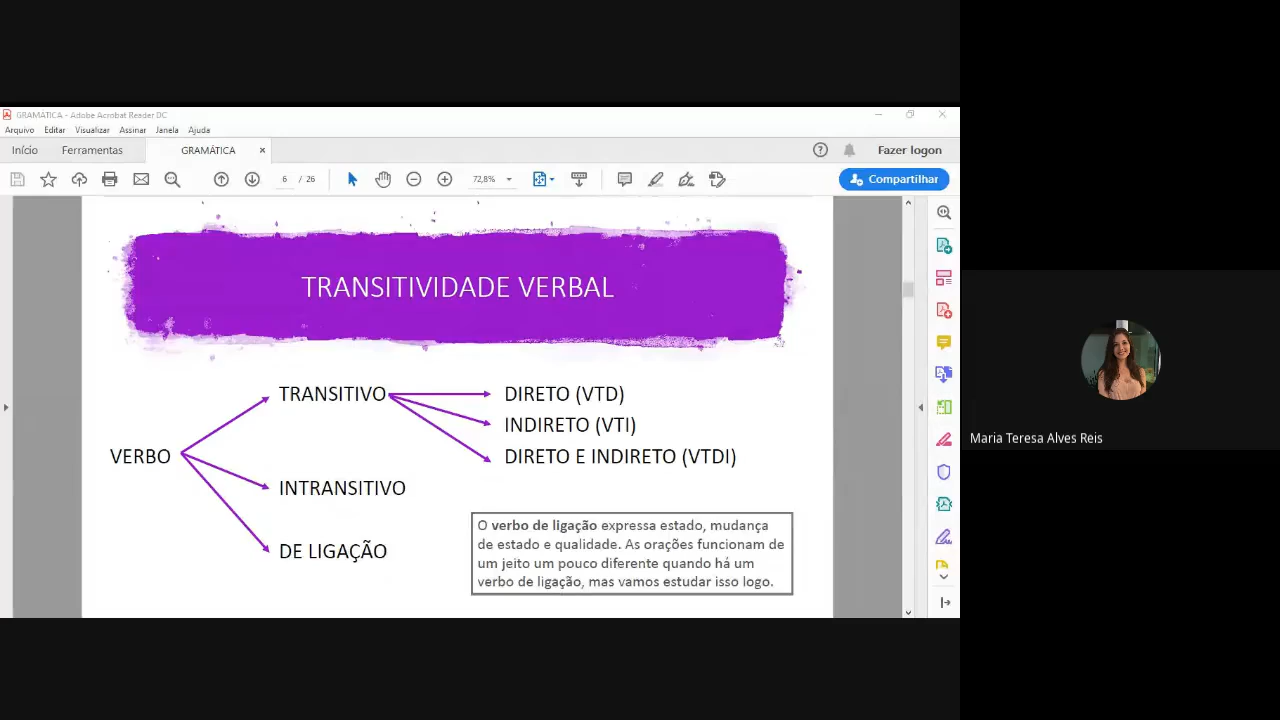 GRAMÁTICA - Adobe Acrobat Reader DC
Arquivo Editar Visualizar Assinar Janela Ajuda
Início Ferramentas GRAMÁTICA × Fazer logon
6 / 26 72,8% Compartilhar
TRANSITIVIDADE VERBAL
TRANSITIVO DIRETO (VTD)
INDIRETO (VTI)
VERBO DIRETO E INDIRETO (VTDI)
INTRANSITIVO
DE LIGAÇÃO
O verbo de ligação expressa estado, mudança
de estado e qualidade. As orações funcionam de
um jeito um pouco diferente quando há um
verbo de ligação, mas vamos estudar isso logo.
Maria Teresa Alves Reis